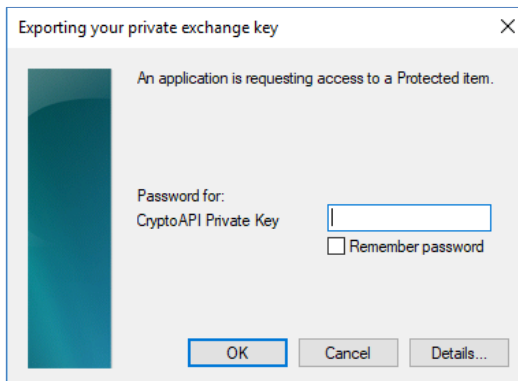 Exporting your private exchange key
An application is requesting access to a Protected item.
Password for:
CryptoAPI Private Key
Remember password
OK Cancel Details...